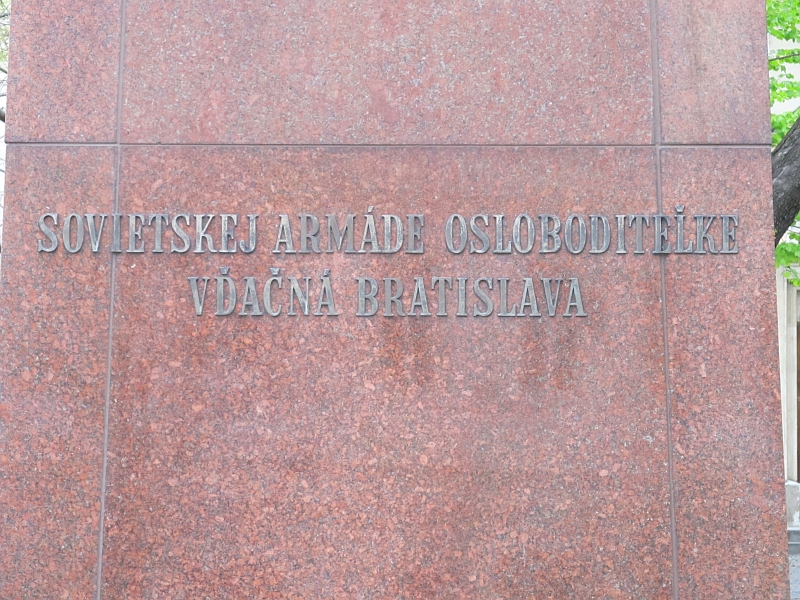 SOVIETSKEJ ARMÁDE OSLOBODITEĽKE
VĎAČNÁ BRATISLAVA